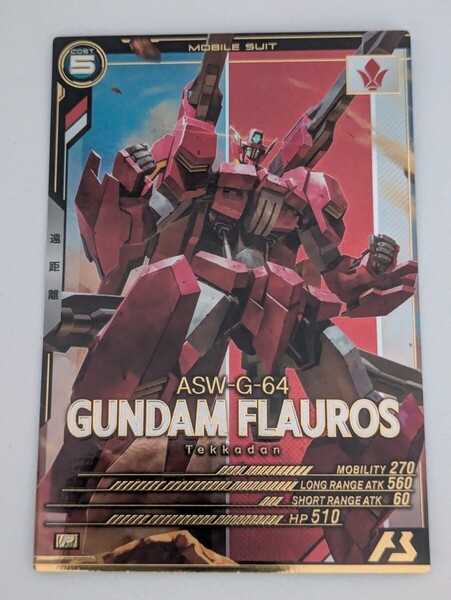 MOBILE SUIT
COST
5
遠距離
ASW-G-64
GUNDAM FLAUROS
Tekkadan
MOBILITY 270
LONG RANGE ATK 560
SHORT RANGE ATK 60
HP 510